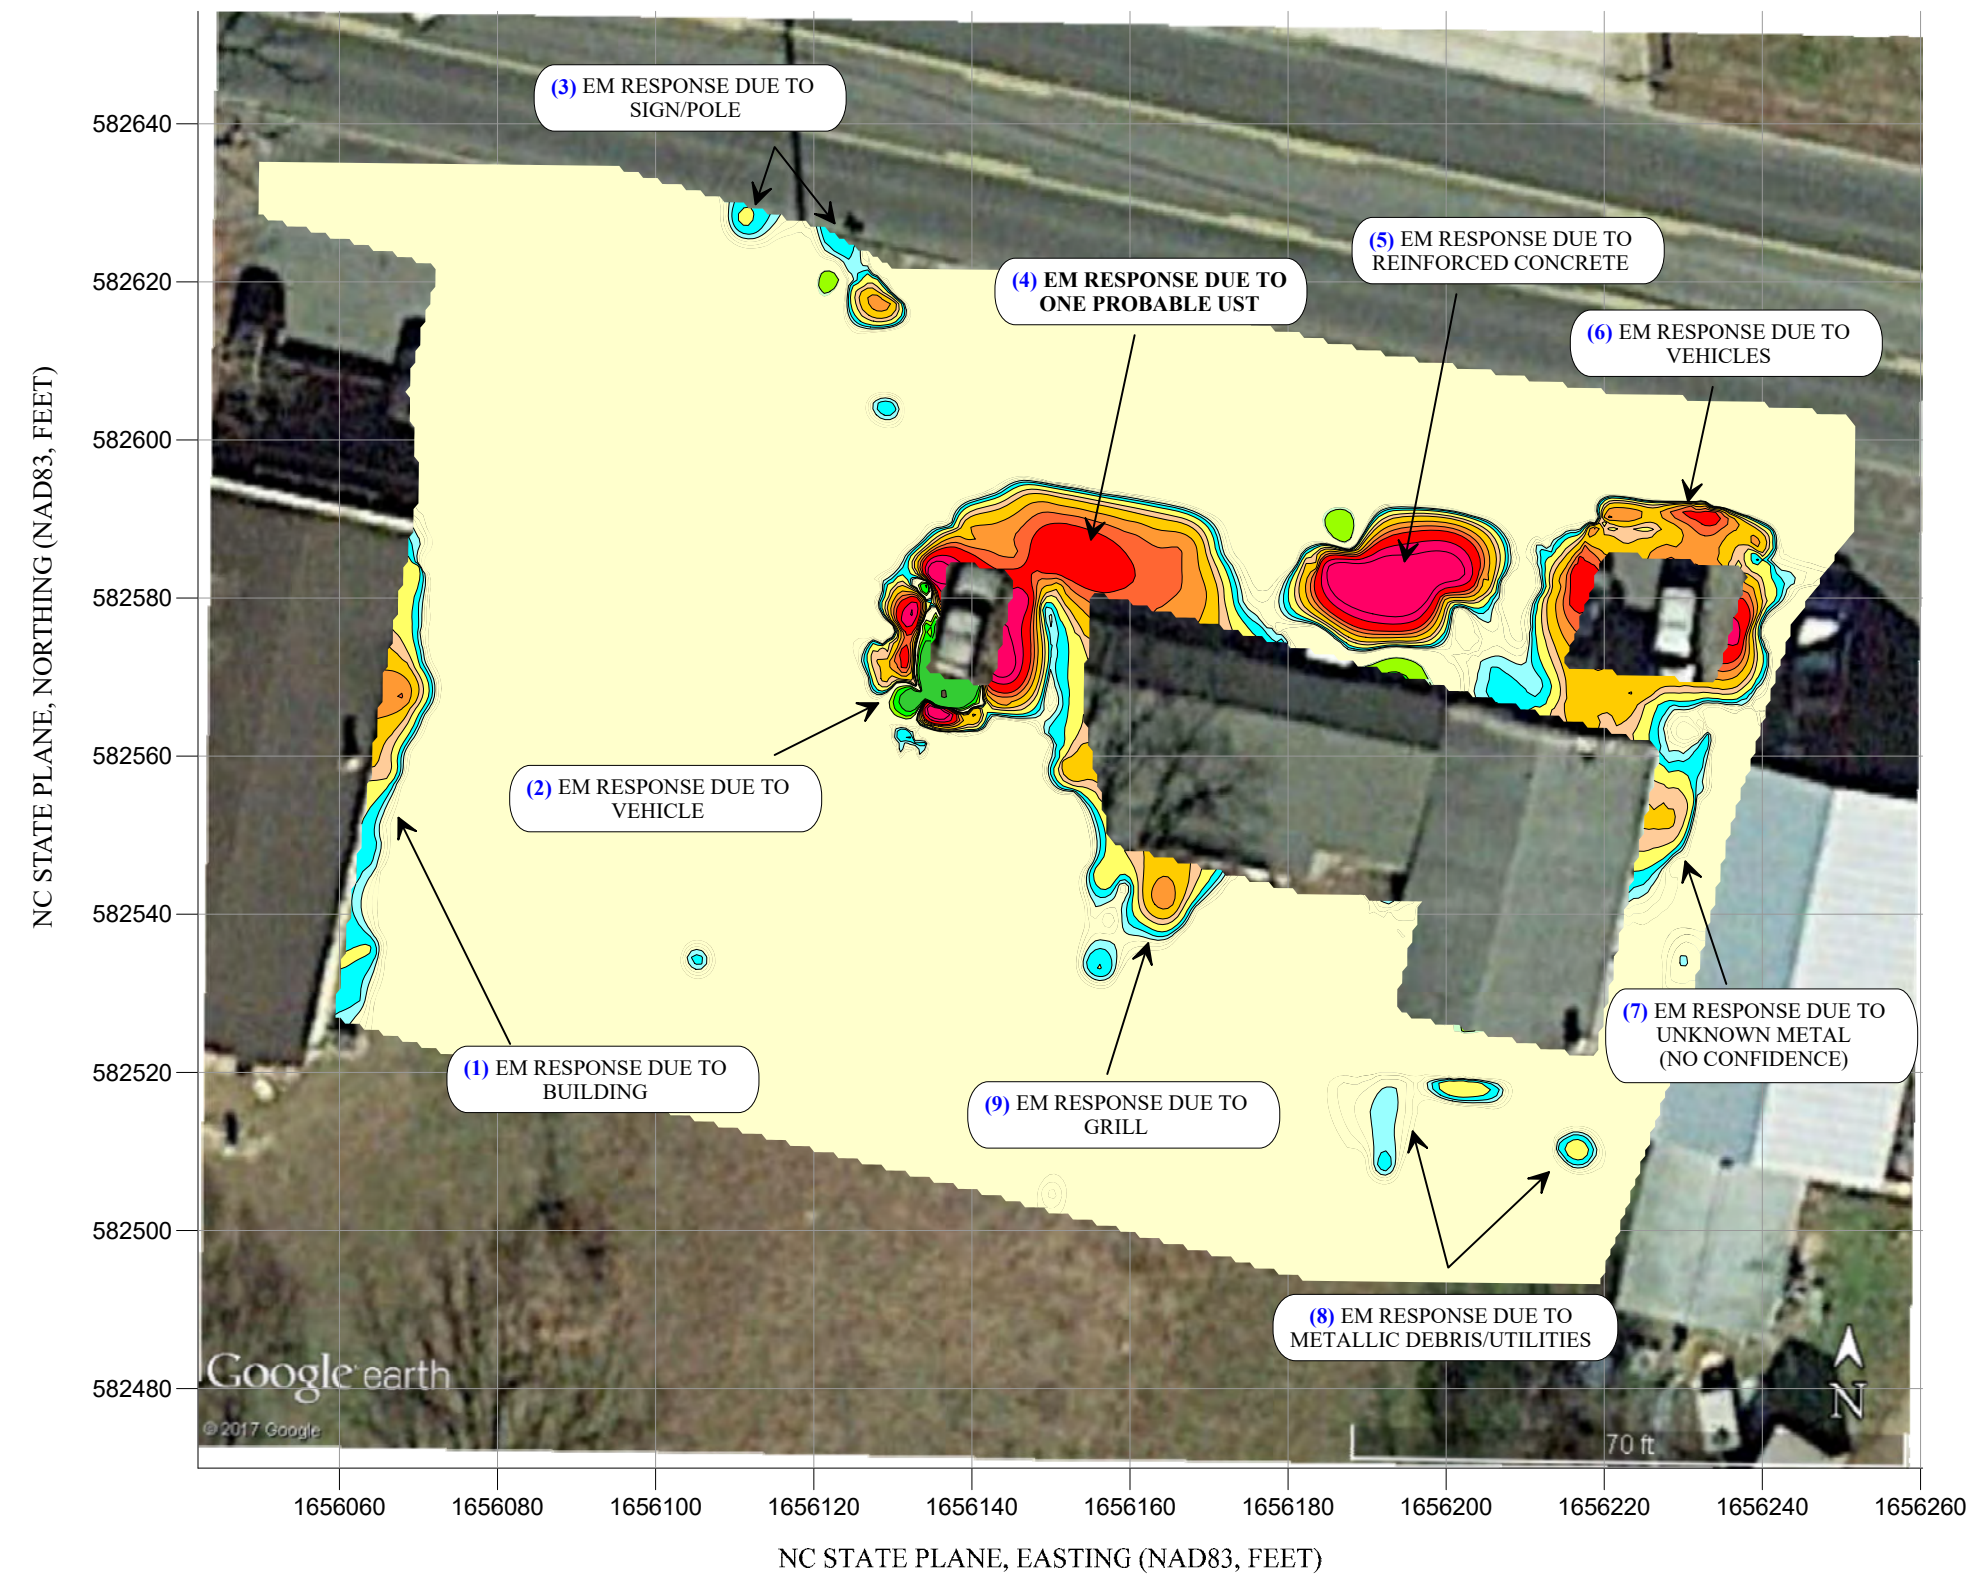 (3) EM RESPONSE DUE TO
SIGN/POLE
(5) EM RESPONSE DUE TO
REINFORCED CONCRETE
(4) EM RESPONSE DUE TO
ONE PROBABLE UST
(6) EM RESPONSE DUE TO
VEHICLES
(2) EM RESPONSE DUE TO
VEHICLE
(7) EM RESPONSE DUE TO
UNKNOWN METAL
(NO CONFIDENCE)
(1) EM RESPONSE DUE TO
BUILDING
(9) EM RESPONSE DUE TO
GRILL
(8) EM RESPONSE DUE TO
METALLIC DEBRIS/UTILITIES
582640
582620
582600
582580
582560
582540
582520
582500
582480
NC STATE PLANE, NORTHING (NAD83, FEET)
Google earth
© 2017 Google
N
70 ft
1656060 1656080 1656100 1656120 1656140 1656160 1656180 1656200 1656220 1656240 1656260
NC STATE PLANE, EASTING (NAD83, FEET)